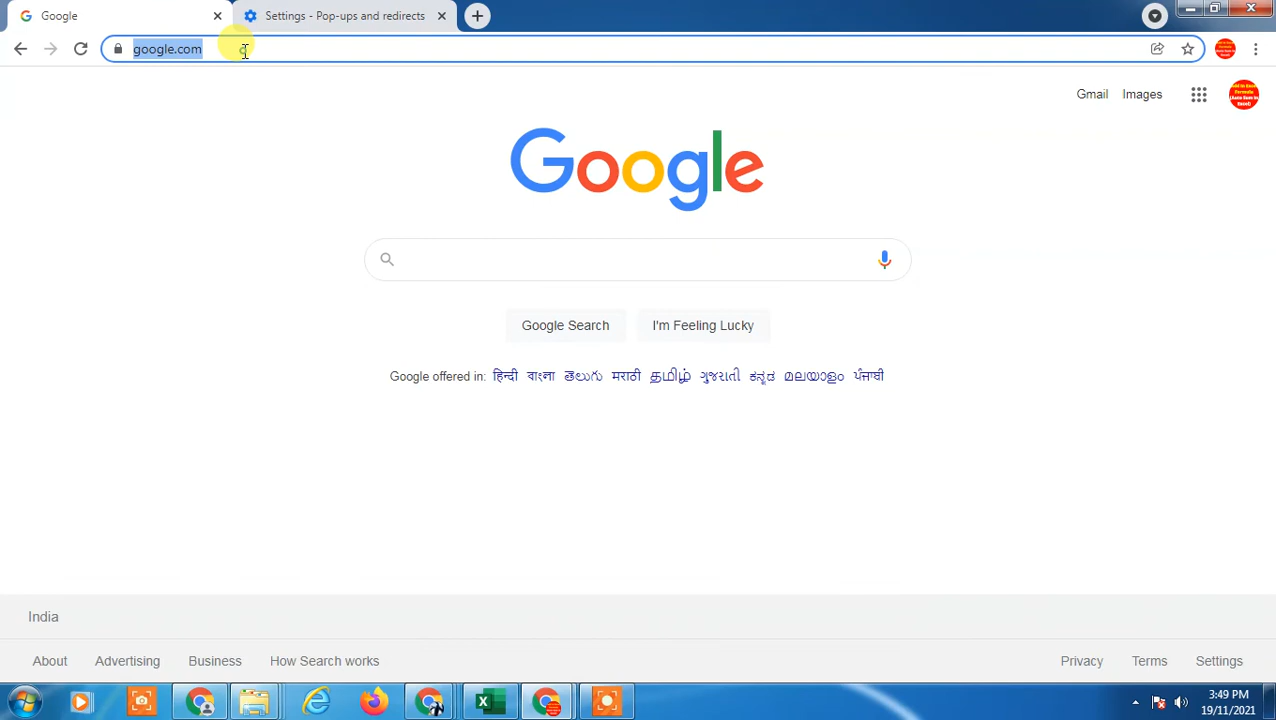 Google
Settings - Pop-ups and redirects
google.com
Gmail
Images
Google
Google Search
I'm Feeling Lucky
Google offered in: हिन्दी বাংলা తెలుగు मराठी தமிழ் ગુજરાતી ಕನ್ನಡ മലയാളം ਪੰਜਾਬੀ
India
About
Advertising
Business
How Search works
Privacy
Terms
Settings
3:49 PM
19/11/2021